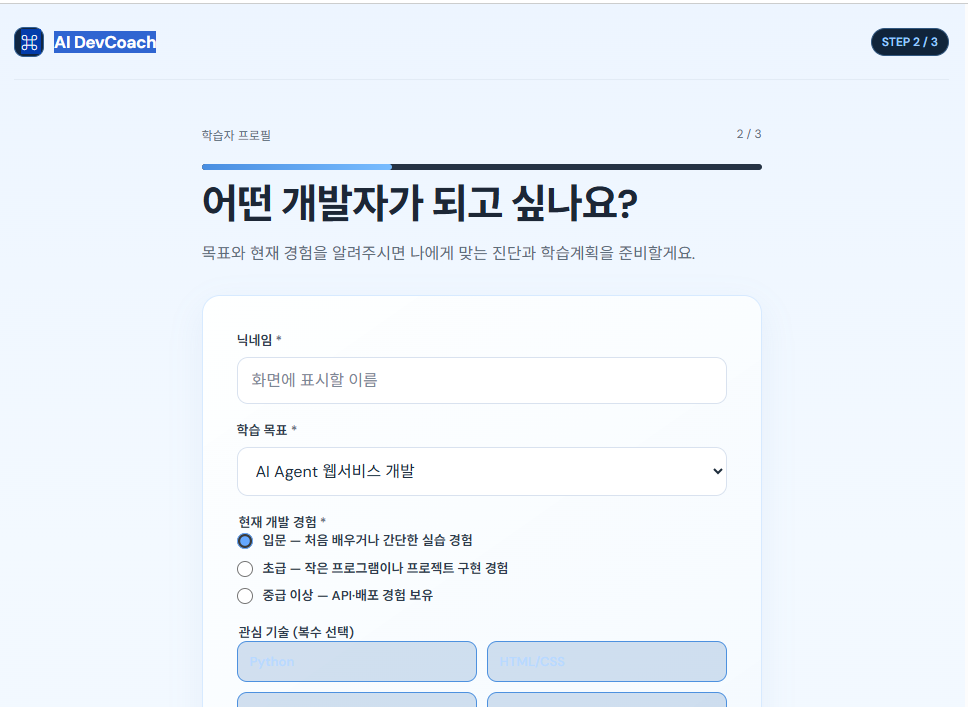 AI DevCoach
STEP 2 / 3
학습자 프로필
2 / 3
어떤 개발자가 되고 싶나요?
목표와 현재 경험을 알려주시면 나에게 맞는 진단과 학습계획을 준비할게요.
닉네임 *
화면에 표시할 이름
학습 목표 *
AI Agent 웹서비스 개발
현재 개발 경험 *
입문 — 처음 배우거나 간단한 실습 경험
초급 — 작은 프로그램이나 프로젝트 구현 경험
중급 이상 — API·배포 경험 보유
관심 기술 (복수 선택)
Python
HTML/CSS